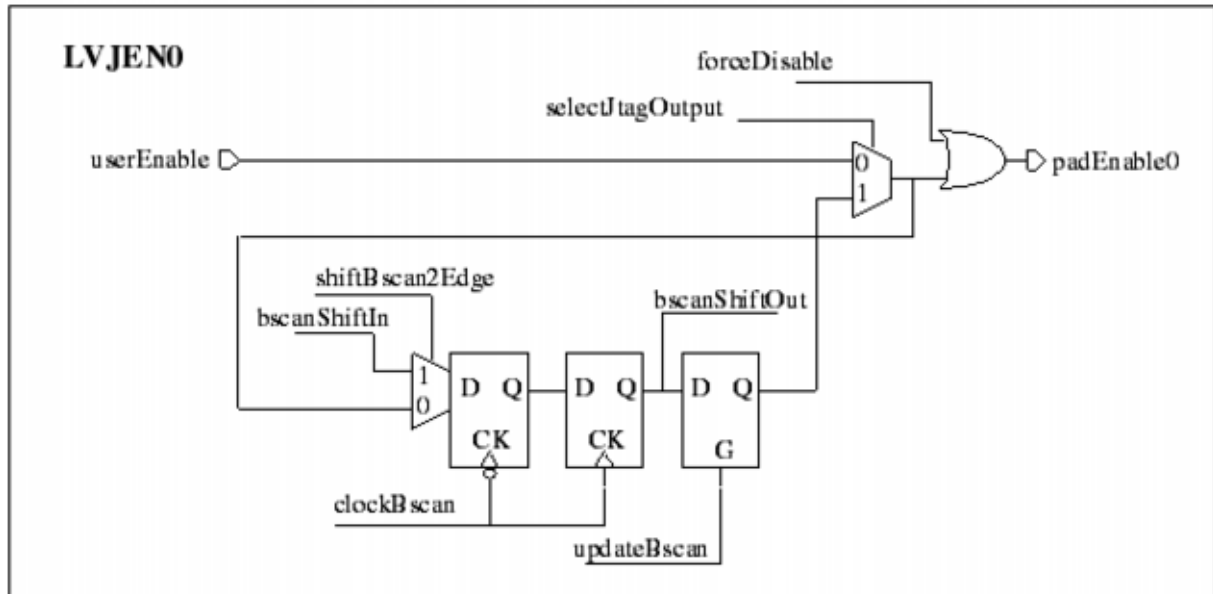 LVJEN0
forceDisable
selectJtagOutput
userEnable
0
padEnable0
1
shiftBscan2Edge
bscanShiftIn
bscanShiftOut
1
D Q D Q D Q
0
CK CK G
clockBscan
updateBscan